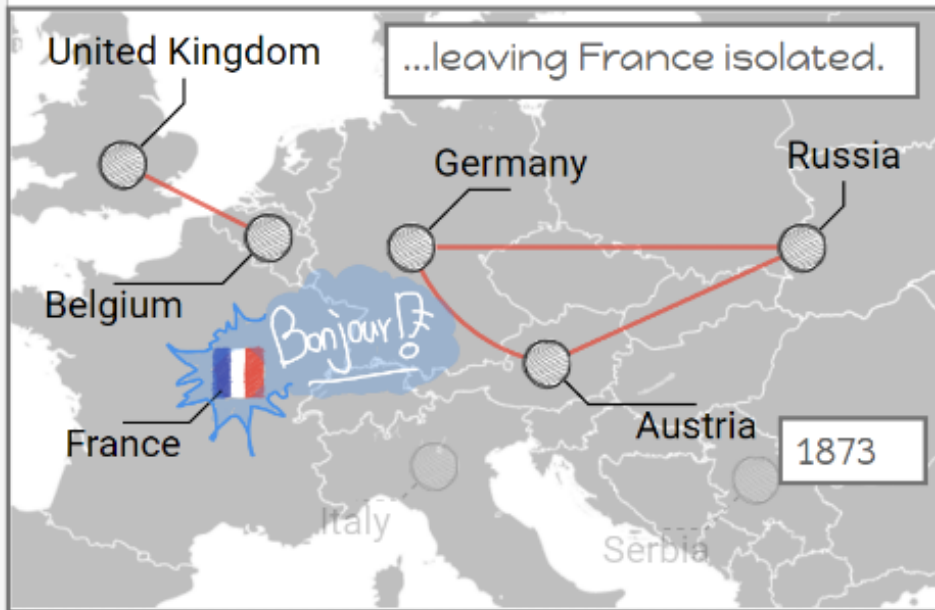 United Kingdom
...leaving France isolated.
Germany
Russia
Belgium
Bonjour!?
France
Austria
1873
Italy
Serbia